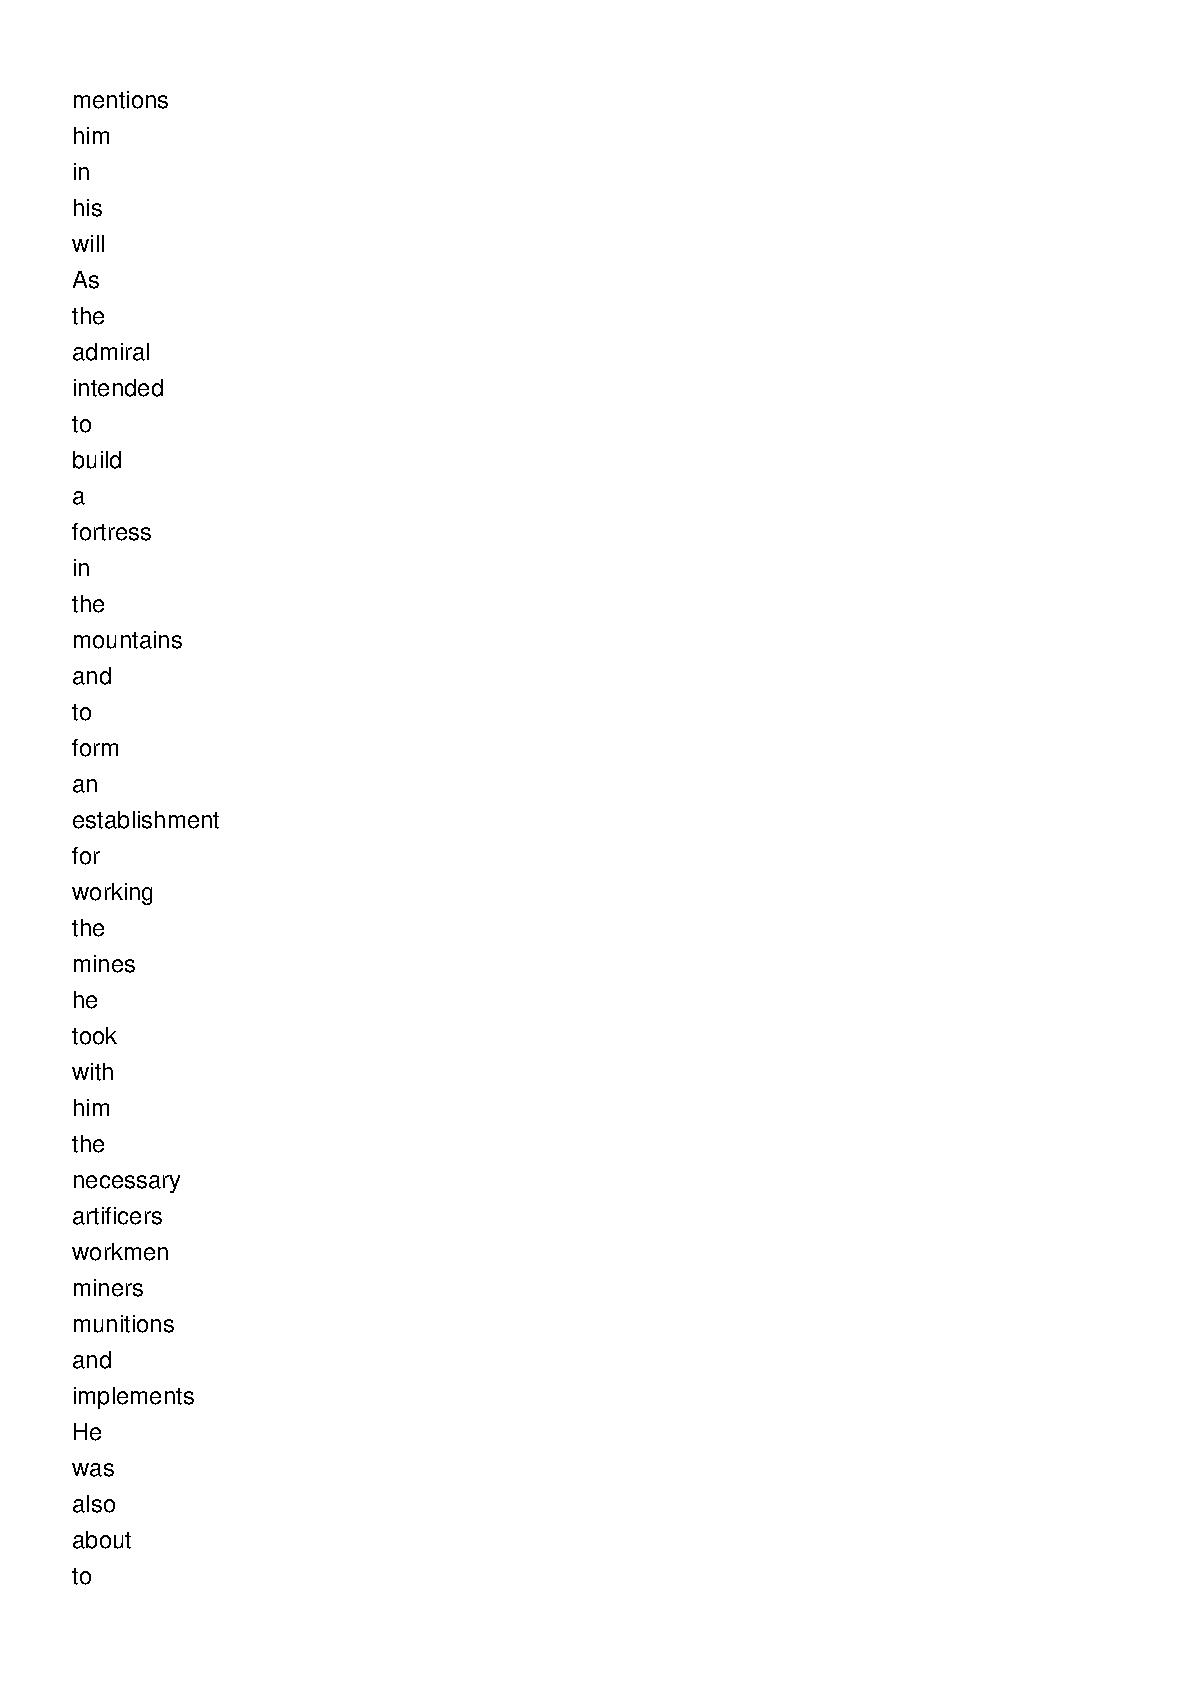 mentions
him
in
his
will
As
the
admiral
intended
to
build
a
fortress
in
the
mountains
and
to
form
an
establishment
for
working
the
mines
he
took
with
him
the
necessary
artificers
workmen
miners
munitions
and
implements
He
was
also
about
to